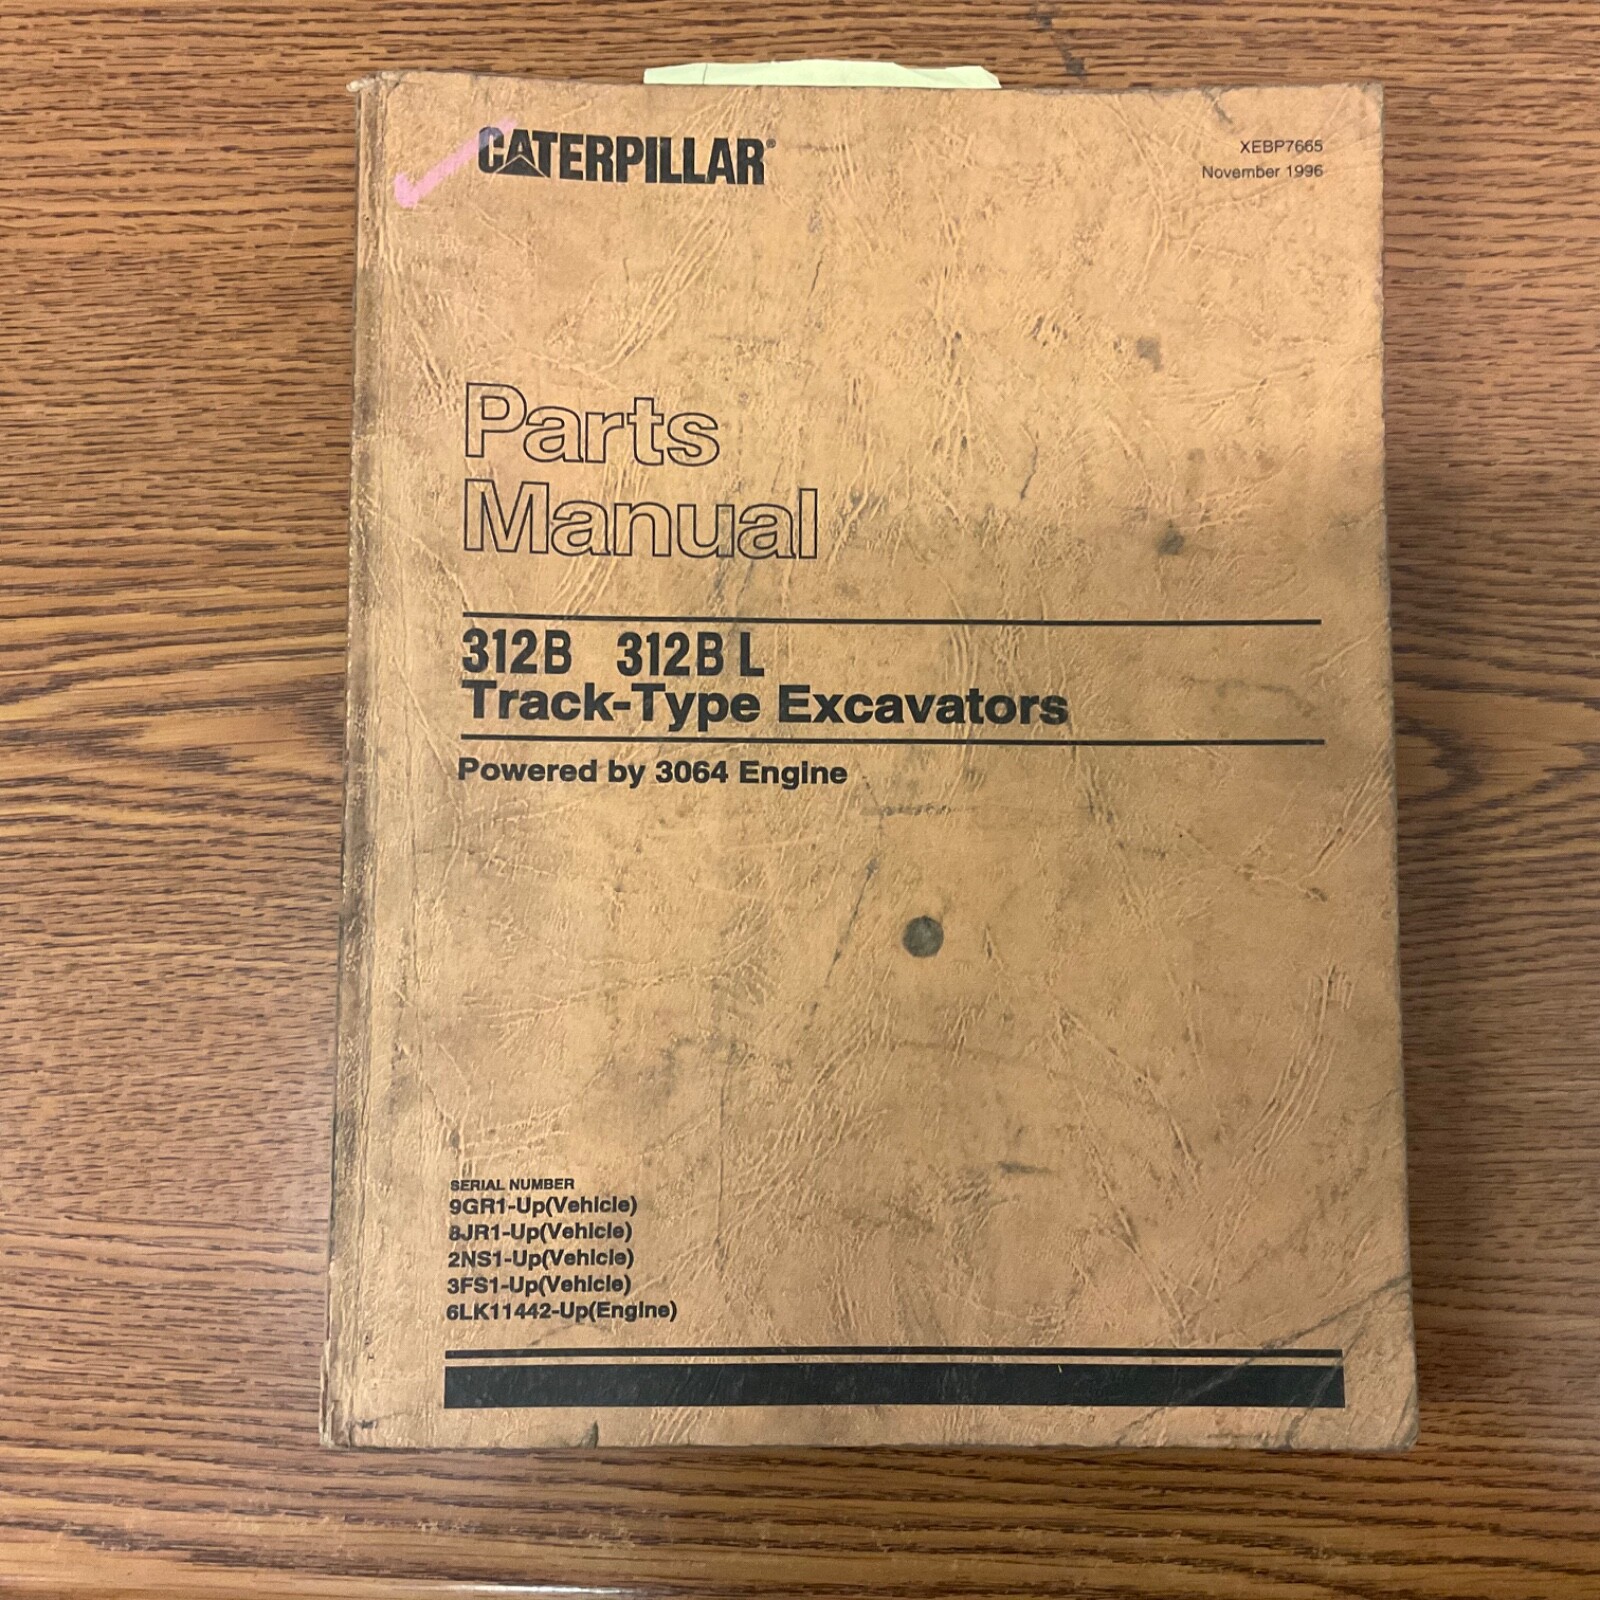 CATERPILLAR®
XEBP7665
November 1996
Parts
Manual
312B 312B L
Track-Type Excavators
Powered by 3064 Engine
SERIAL NUMBER
9GR1-Up(Vehicle)
8JR1-Up(Vehicle)
2NS1-Up(Vehicle)
3FS1-Up(Vehicle)
6LK11442-Up(Engine)